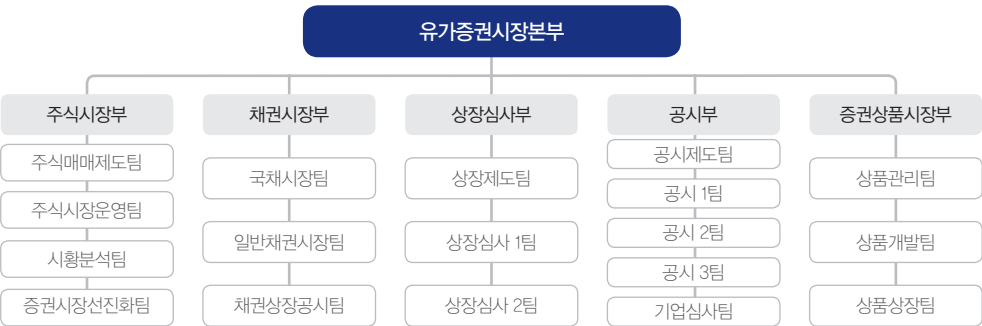 유가증권시장본부
주식시장부
주식매매제도팀
주식시장운영팀
시황분석팀
증권시장선진화팀
채권시장부
국채시장팀
일반채권시장팀
채권상장공시팀
상장심사부
상장제도팀
상장심사 1팀
상장심사 2팀
공시부
공시제도팀
공시 1팀
공시 2팀
공시 3팀
기업심사팀
증권상품시장부
상품관리팀
상품개발팀
상품상장팀